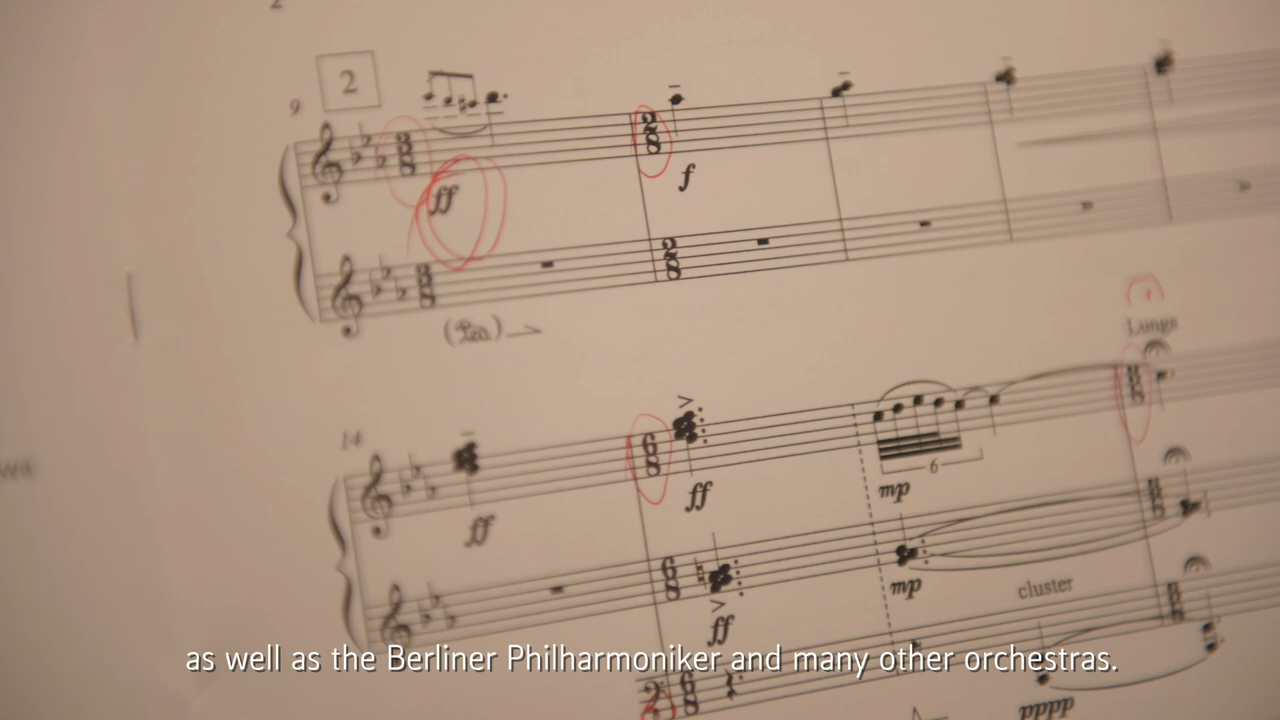 2
9
ff
f
(Ped.)
Lunga
14
ff
ff
6
mp
ff
mp
cluster
as well as the Berliner Philharmoniker and many other orchestras.
pppp